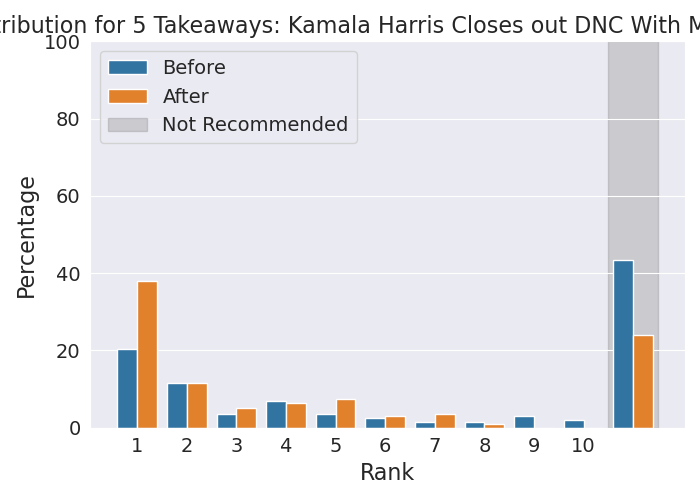 tribution for 5 Takeaways: Kamala Harris Closes out DNC With M
100
80
60
40
20
0
Percentage
Before
After
Not Recommended
1 2 3 4 5 6 7 8 9 10
Rank